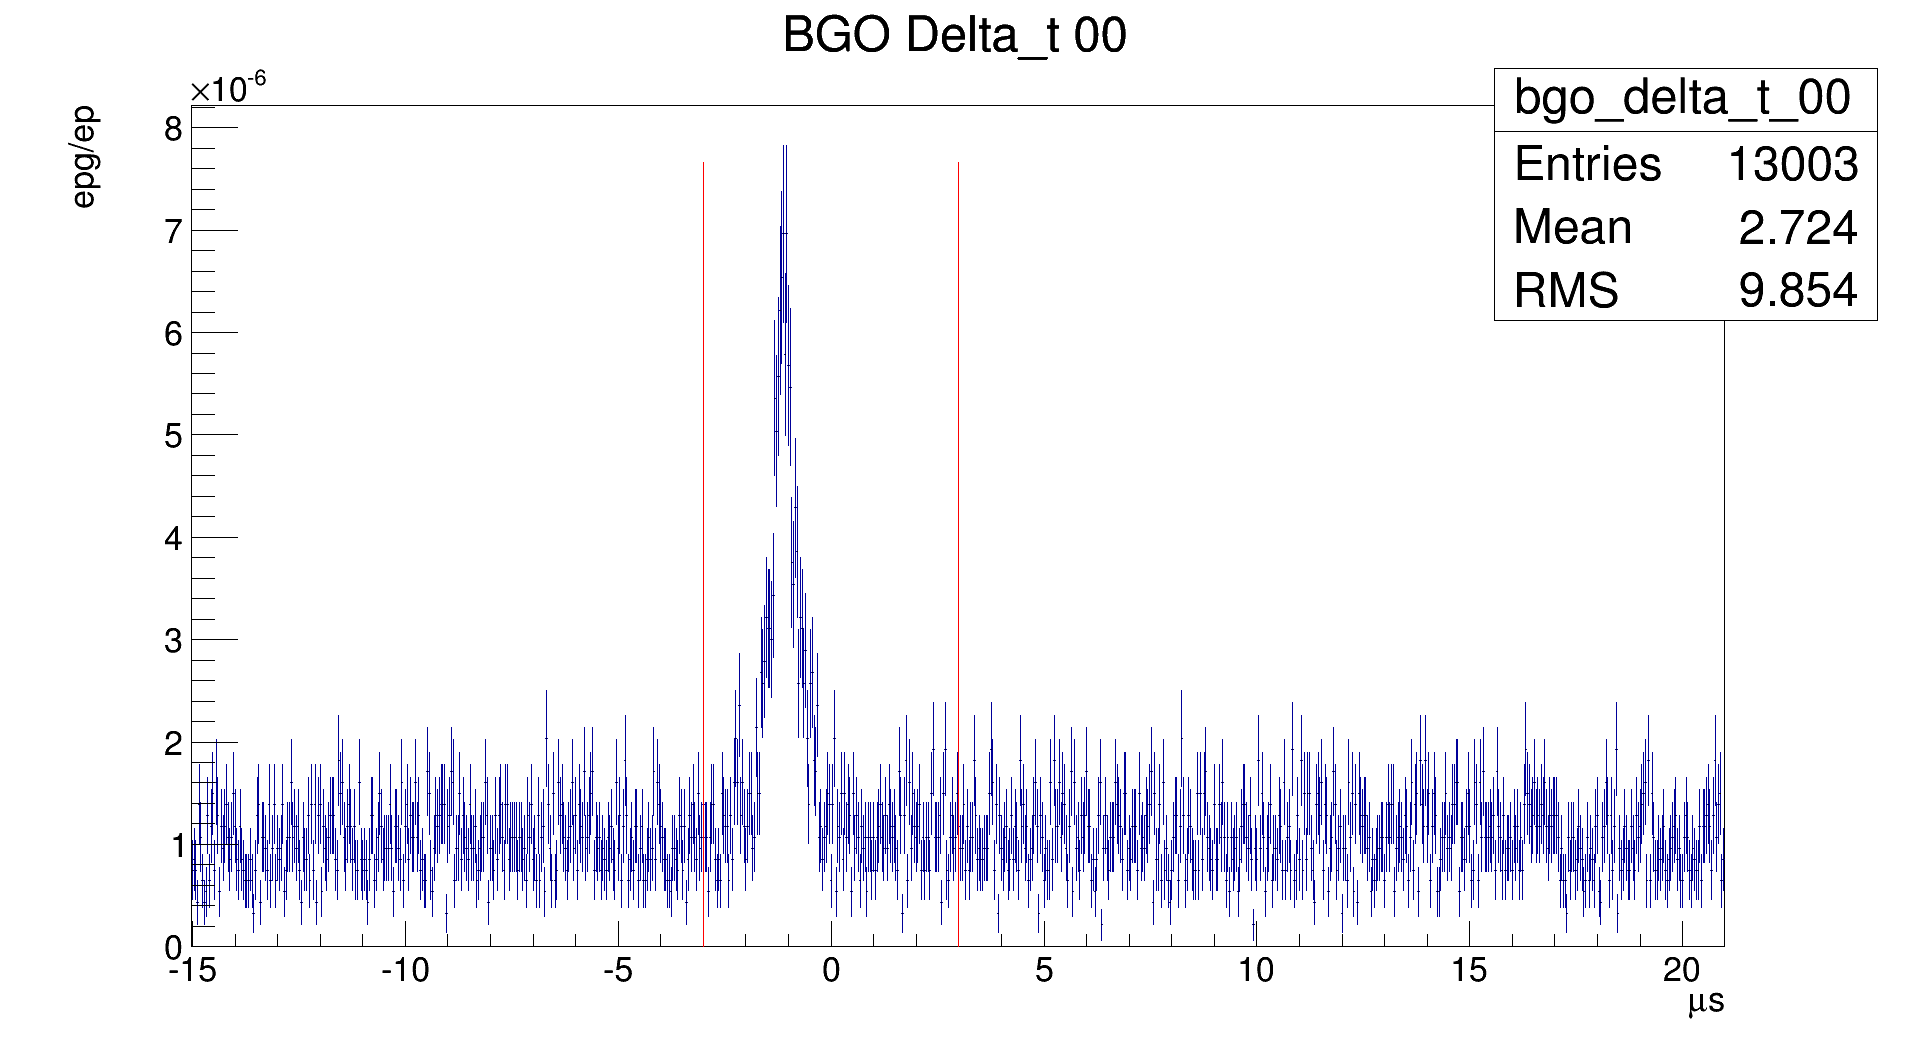 BGO Delta_t 00
×10-6
epg/ep
bgo_delta_t_00
Entries 13003
Mean 2.724
RMS 9.854
8
7
6
5
4
3
2
1
0
-15 -10 -5 0 5 10 15 20
μs